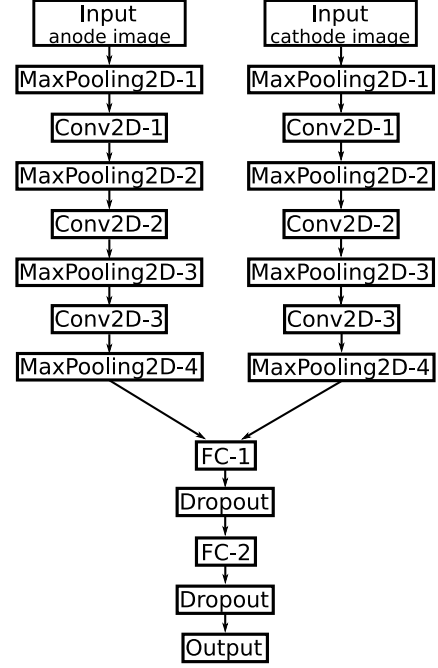 Input
anode image
MaxPooling2D-1
Conv2D-1
MaxPooling2D-2
Conv2D-2
MaxPooling2D-3
Conv2D-3
MaxPooling2D-4
Input
cathode image
MaxPooling2D-1
Conv2D-1
MaxPooling2D-2
Conv2D-2
MaxPooling2D-3
Conv2D-3
MaxPooling2D-4
FC-1
Dropout
FC-2
Dropout
Output